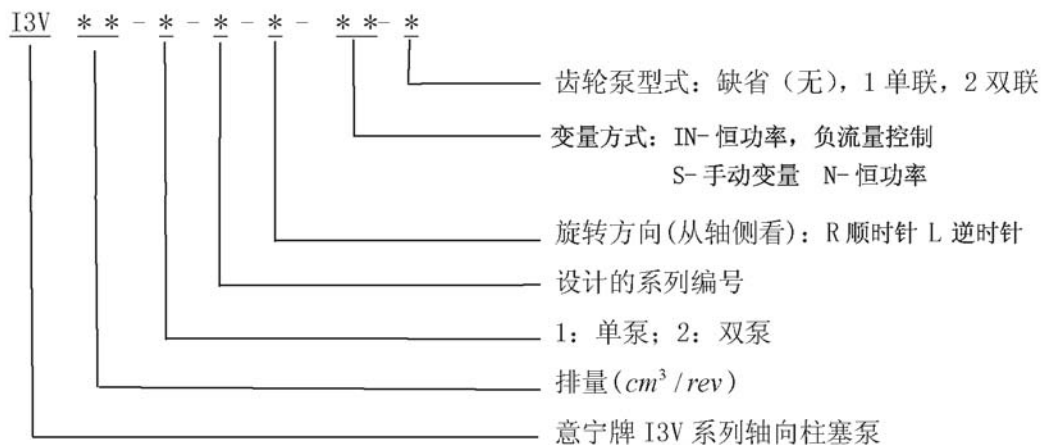 I3V ** - * - * - * - ** - *
齿轮泵型式：缺省（无），1 单联，2 双联
变量方式：IN-恒功率，负流量控制
S-手动变量 N-恒功率
旋转方向(从轴侧看)：R 顺时针 L 逆时针
设计的系列编号
1：单泵；2：双泵
排量(cm³/rev)
意宁牌 I3V 系列轴向柱塞泵